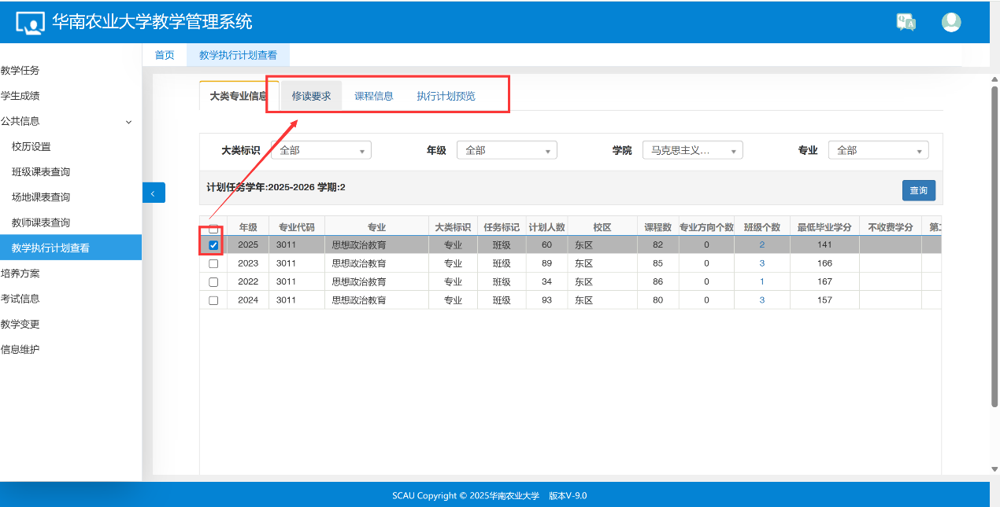 华南农业大学教学管理系统
首页 教学执行计划查看
教学任务
学生成绩
公共信息
校历设置
班级课表查询
场地课表查询
教师课表查询
教学执行计划查看
培养方案
考试信息
教学变更
信息维护
大类专业信息 修读要求 课程信息 执行计划预览
大类标识 全部 年级 全部 学院 马克思主义... 专业 全部
计划任务学年:2025-2026 学期:2
查询
年级 专业代码 专业 大类标识 任务标记 计划人数 校区 课程数 专业方向个数 班级个数 最低毕业学分 不收费学分 第二
2025 3011 思想政治教育 专业 班级 60 东区 82 0 2 141
2023 3011 思想政治教育 专业 班级 89 东区 85 0 3 166
2022 3011 思想政治教育 专业 班级 34 东区 86 0 1 167
2024 3011 思想政治教育 专业 班级 93 东区 80 0 3 157
SCAU Copyright © 2025华南农业大学 版本V-9.0